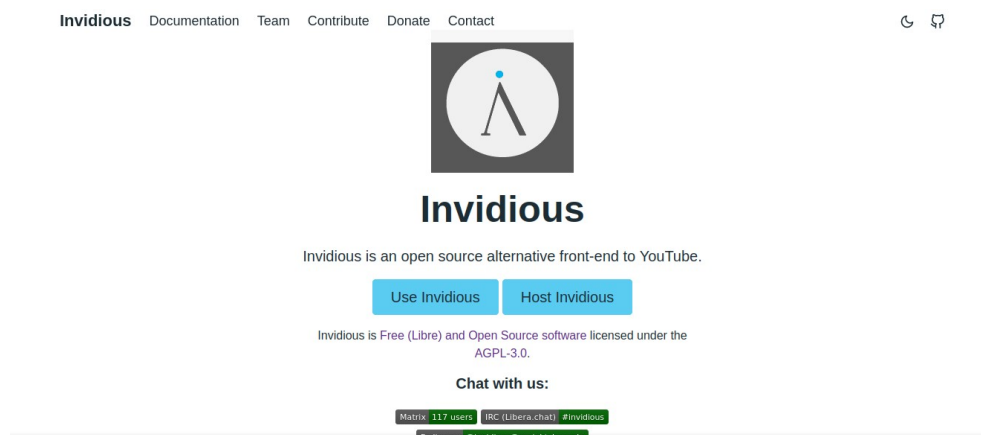 Invidious Documentation Team Contribute Donate Contact
Invidious
Invidious is an open source alternative front-end to YouTube.
Use Invidious Host Invidious
Invidious is Free (Libre) and Open Source software licensed under the
AGPL-3.0.
Chat with us:
Matrix 117 users IRC (Libera.chat) #invidious